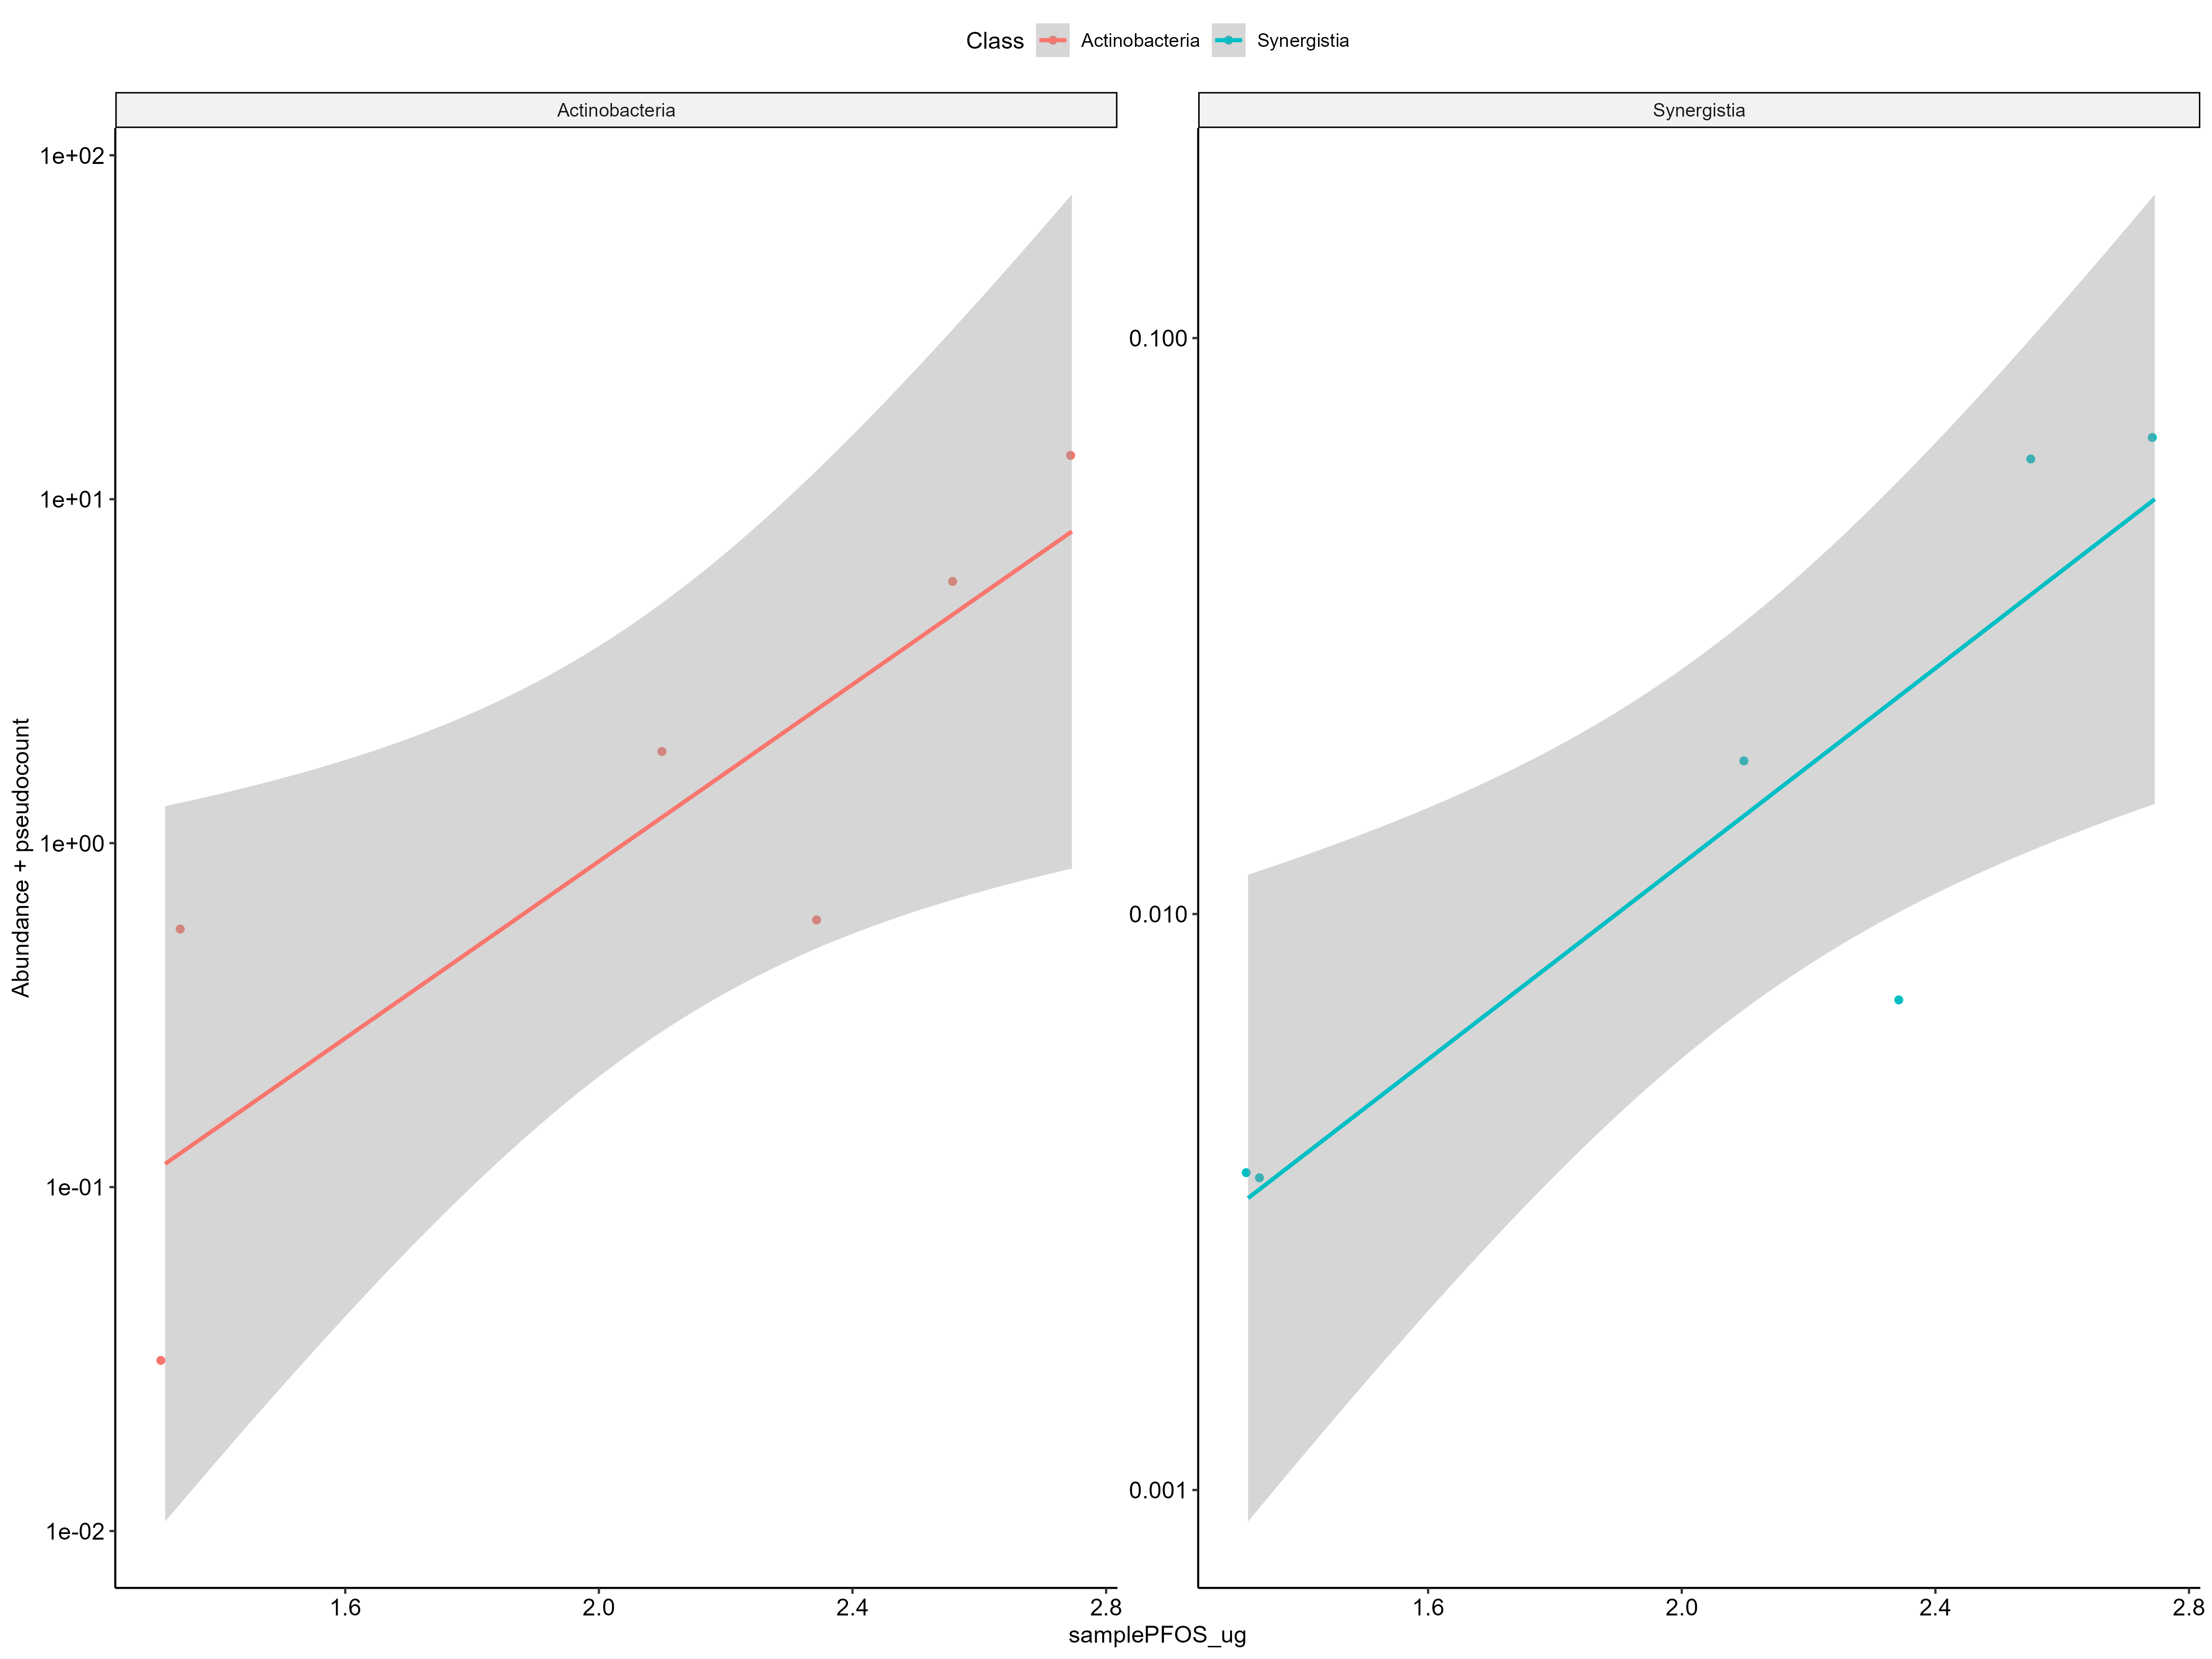 Class Actinobacteria Synergistia
Actinobacteria
Synergistia
Abundance + pseudocount
1e+02
1e+01
1e+00
1e-01
1e-02
0.100
0.010
0.001
1.6 2.0 2.4 2.8
1.6 2.0 2.4 2.8
samplePFOS_ug